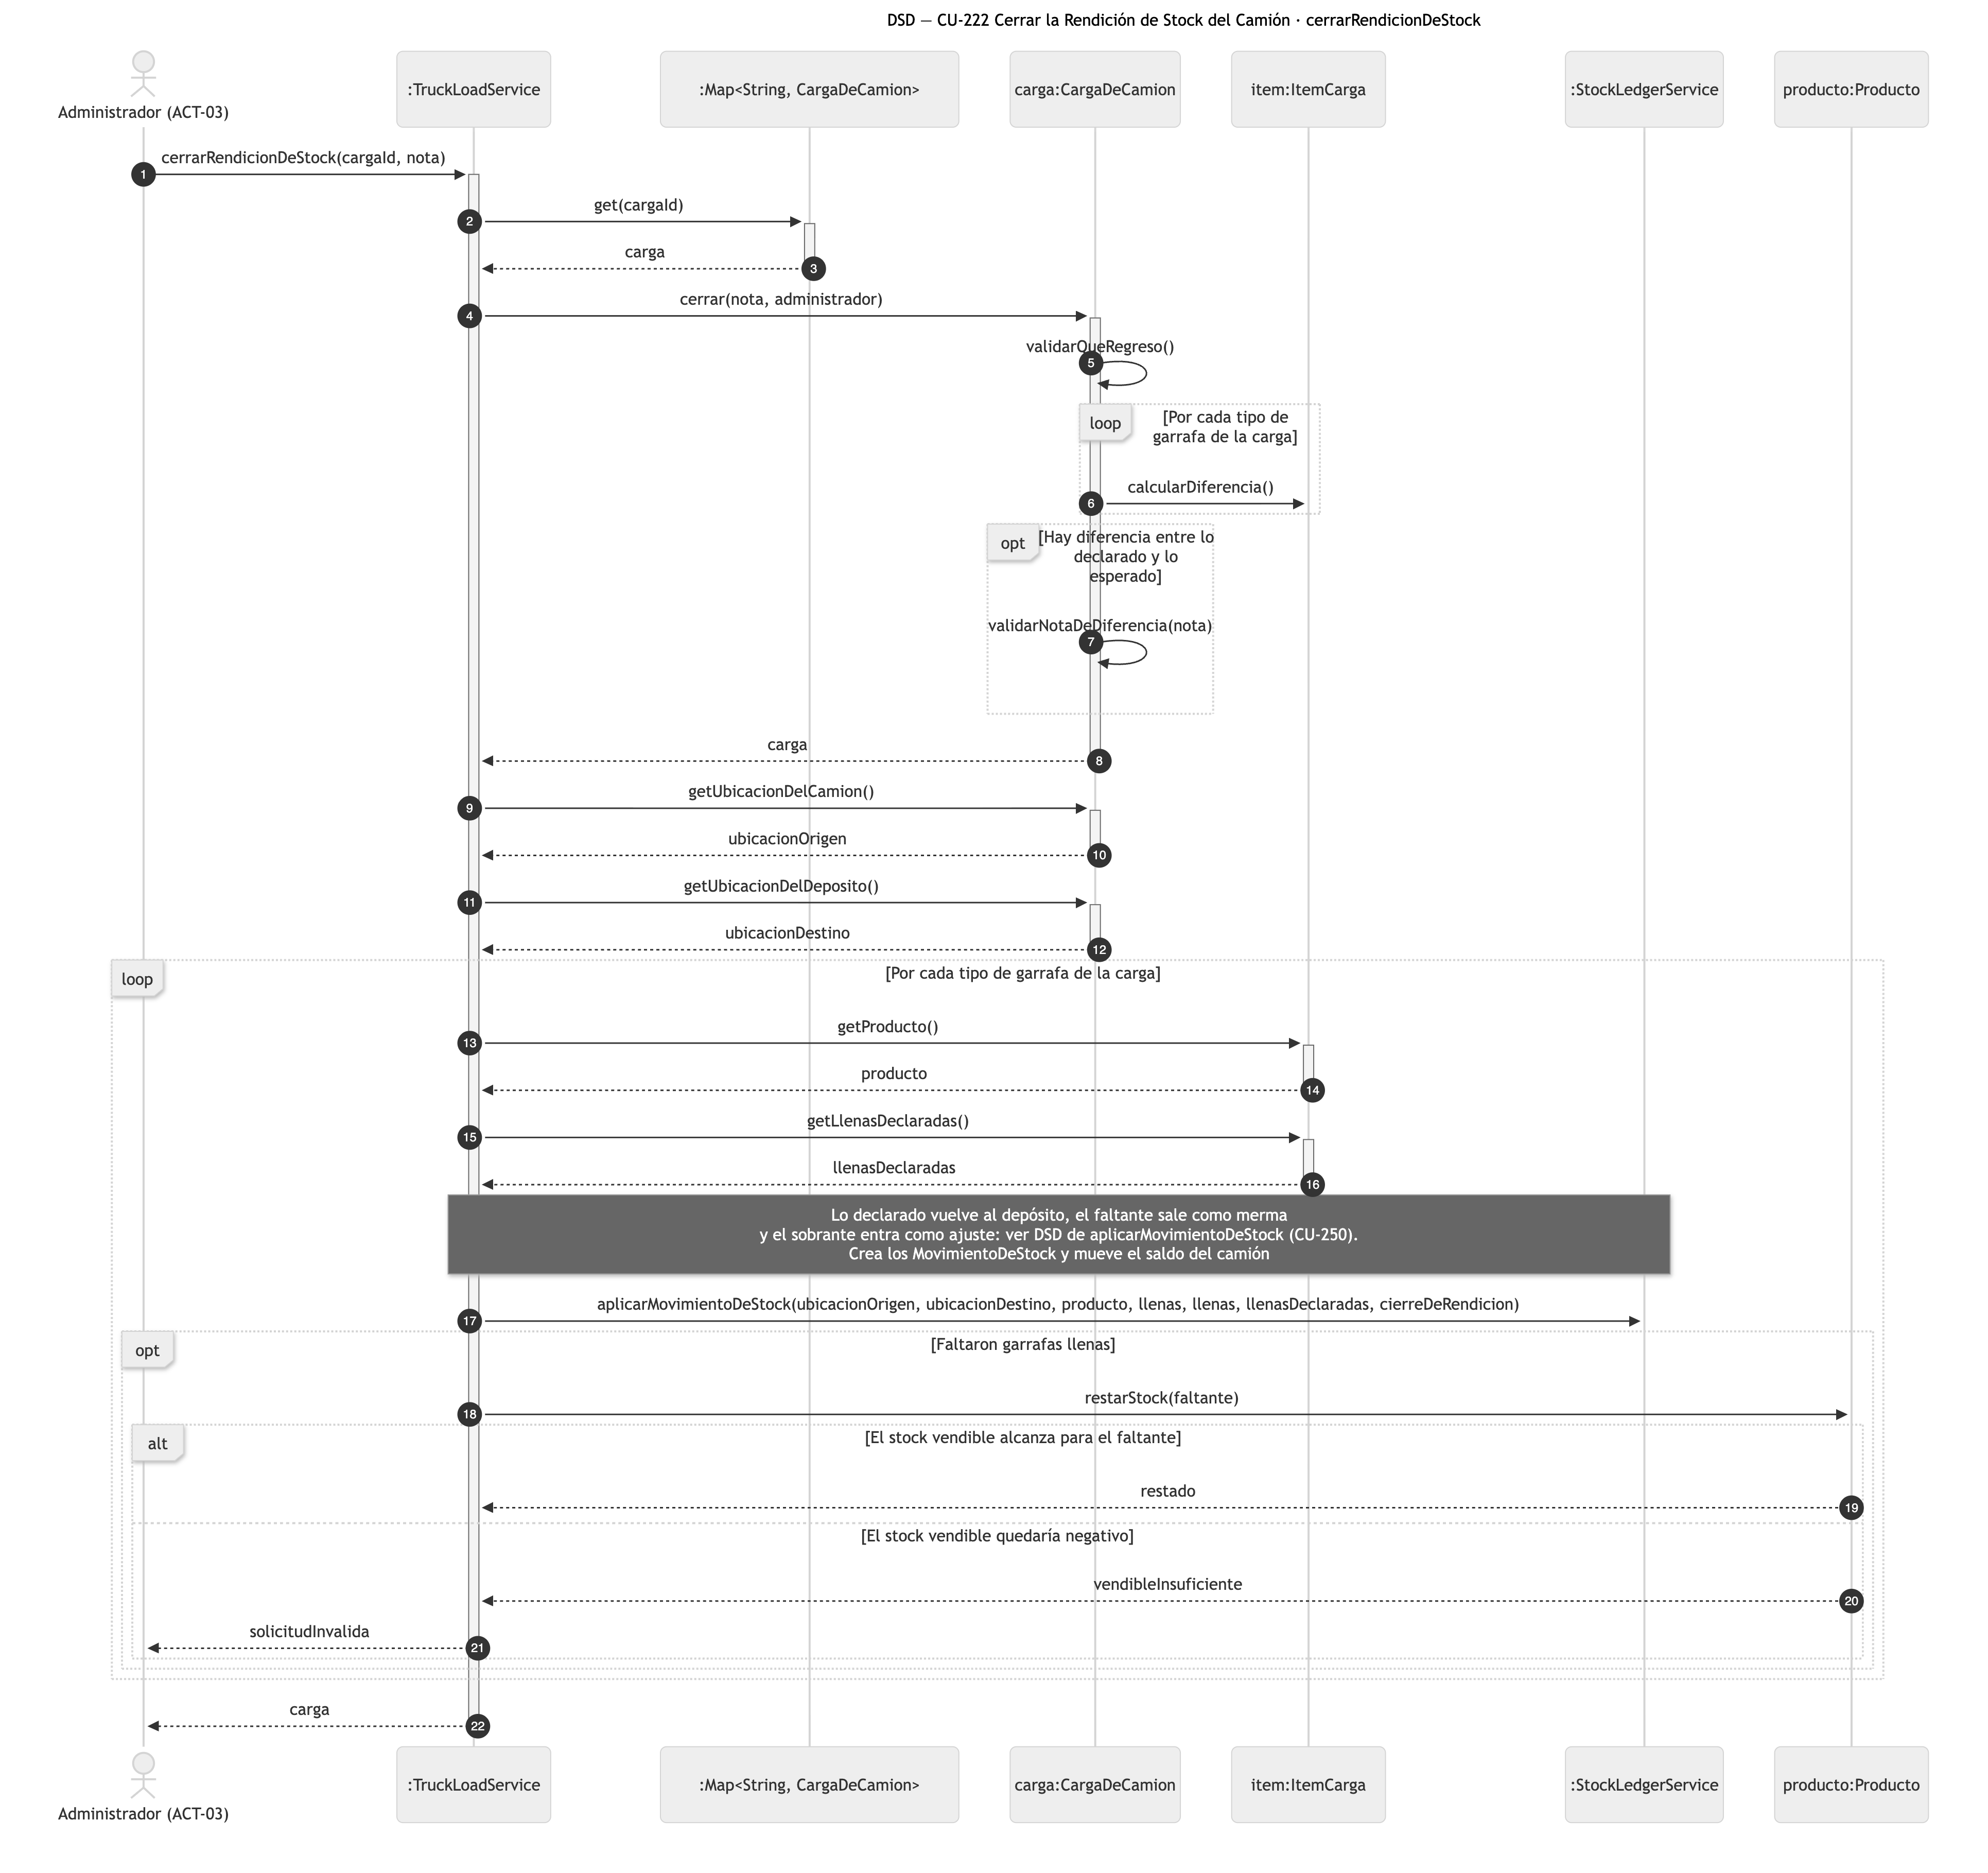 DSD – CU-222 Cerrar la Rendición de Stock del Camión · cerrarRendicionDeStock
Administrador (ACT-03)
:TruckLoadService
:Map<String, CargaDeCamion>
carga:CargaDeCamion
item:ItemCarga
:StockLedgerService
producto:Producto
cerrarRendicionDeStock(cargaId, nota)
1
get(cargaId)
2
carga
3
cerrar(nota, administrador)
4
validarQueRegreso()
5
loop
[Por cada tipo de
garrafa de la carga]
calcularDiferencia()
6
opt
[Hay diferencia entre lo
declarado y lo
esperado]
validarNotaDeDiferencia(nota)
7
carga
8
getUbicacionDelCamion()
9
ubicacionOrigen
10
getUbicacionDelDeposito()
11
ubicacionDestino
12
loop
[Por cada tipo de garrafa de la carga]
getProducto()
13
producto
14
getLlenasDeclaradas()
15
llenasDeclaradas
16
Lo declarado vuelve al depósito, el faltante sale como merma
y el sobrante entra como ajuste: ver DSD de aplicarMovimientoDeStock (CU-250).
Crea los MovimientoDeStock y mueve el saldo del camión
aplicarMovimientoDeStock(ubicacionOrigen, ubicacionDestino, producto, llenas, llenas, llenasDeclaradas, cierreDeRendicion)
17
opt
[Faltaron garrafas llenas]
restarStock(faltante)
18
alt
[El stock vendible alcanza para el faltante]
restado
19
[El stock vendible quedaría negativo]
vendibleInsuficiente
20
solicitudInvalida
21
carga
22
Administrador (ACT-03)
:TruckLoadService
:Map<String, CargaDeCamion>
carga:CargaDeCamion
item:ItemCarga
:StockLedgerService
producto:Producto